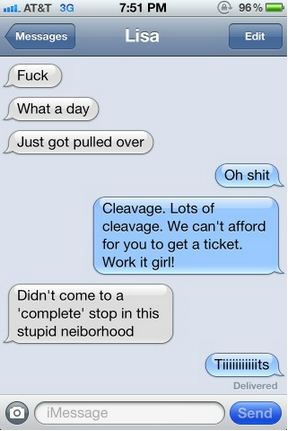 AT&T 3G 7:51 PM 96%
Messages Lisa Edit
Fuck
What a day
Just got pulled over
Oh shit
Cleavage. Lots of
cleavage. We can't afford
for you to get a ticket.
Work it girl!
Didn't come to a
'complete' stop in this
stupid neiborhood
Tiiiiiiiiiiits
Delivered
iMessage Send